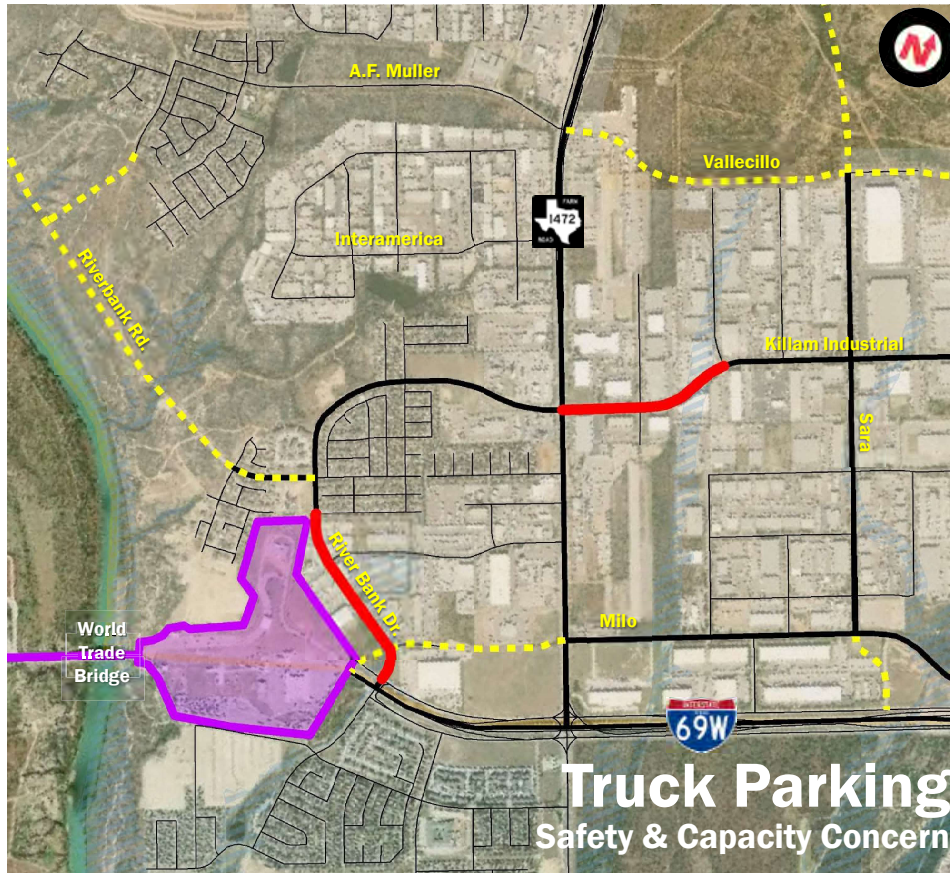 A.F. Muller
Vallecillo
FARM
1472
ROAD
Interamerica
Riverbank Rd.
Killam Industrial
Sara
River Bank Dr.
Milo
World
Trade
Bridge
INTERSTATE
69W
Truck Parking
Safety & Capacity Concern